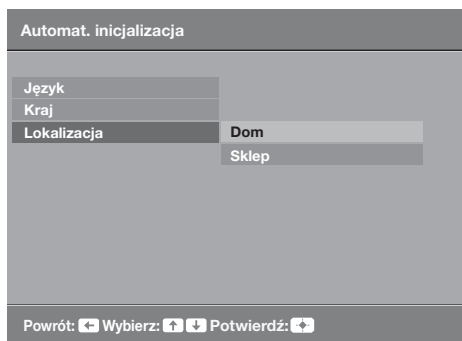 Automat. inicjalizacja
Język
Kraj
Lokalizacja
Dom
Sklep
Powrót: Wybierz: Potwierdź: